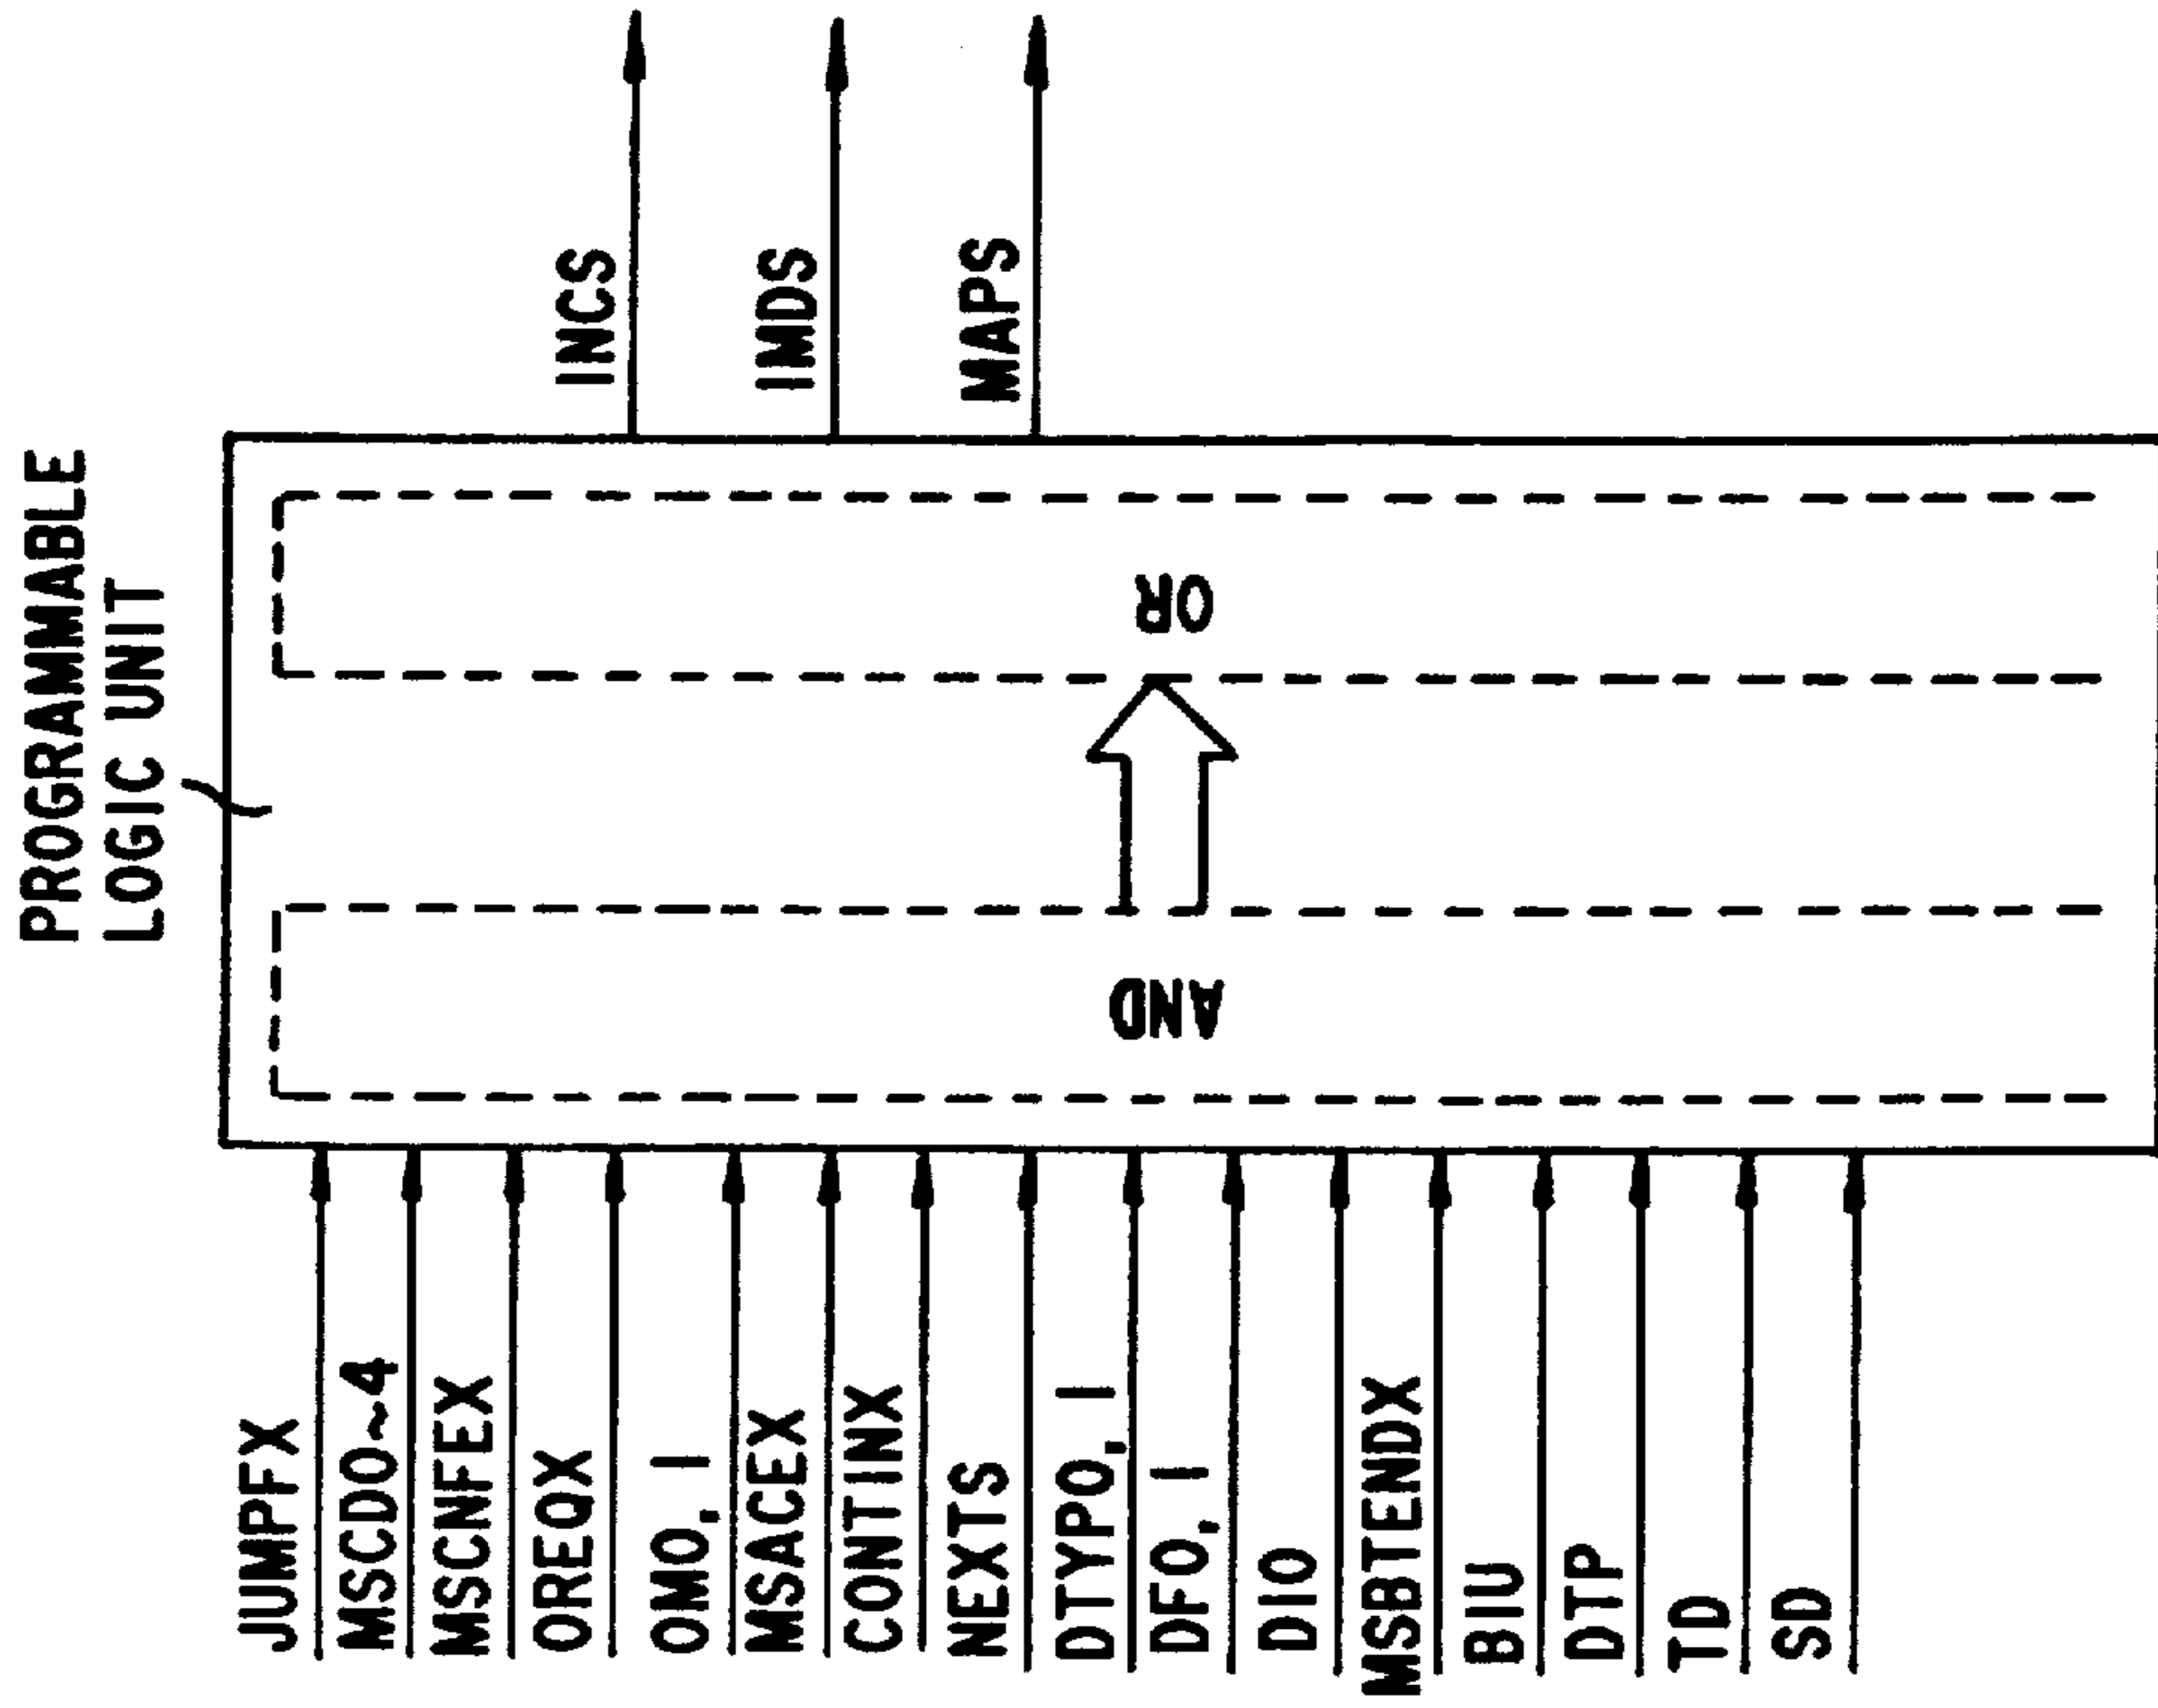 PROGRAMMABLE
LOGIC UNIT
JUMPFX
MSCD0~4
MSCNFEX
OREQX
OM0,1
MSACEX
CONTINX
NEXTS
DTYP0,1
DF0,1
DI0
MSBTENDX
BIU
DTP
TD
SD
AND
OR
INCS
IMDS
MAPS